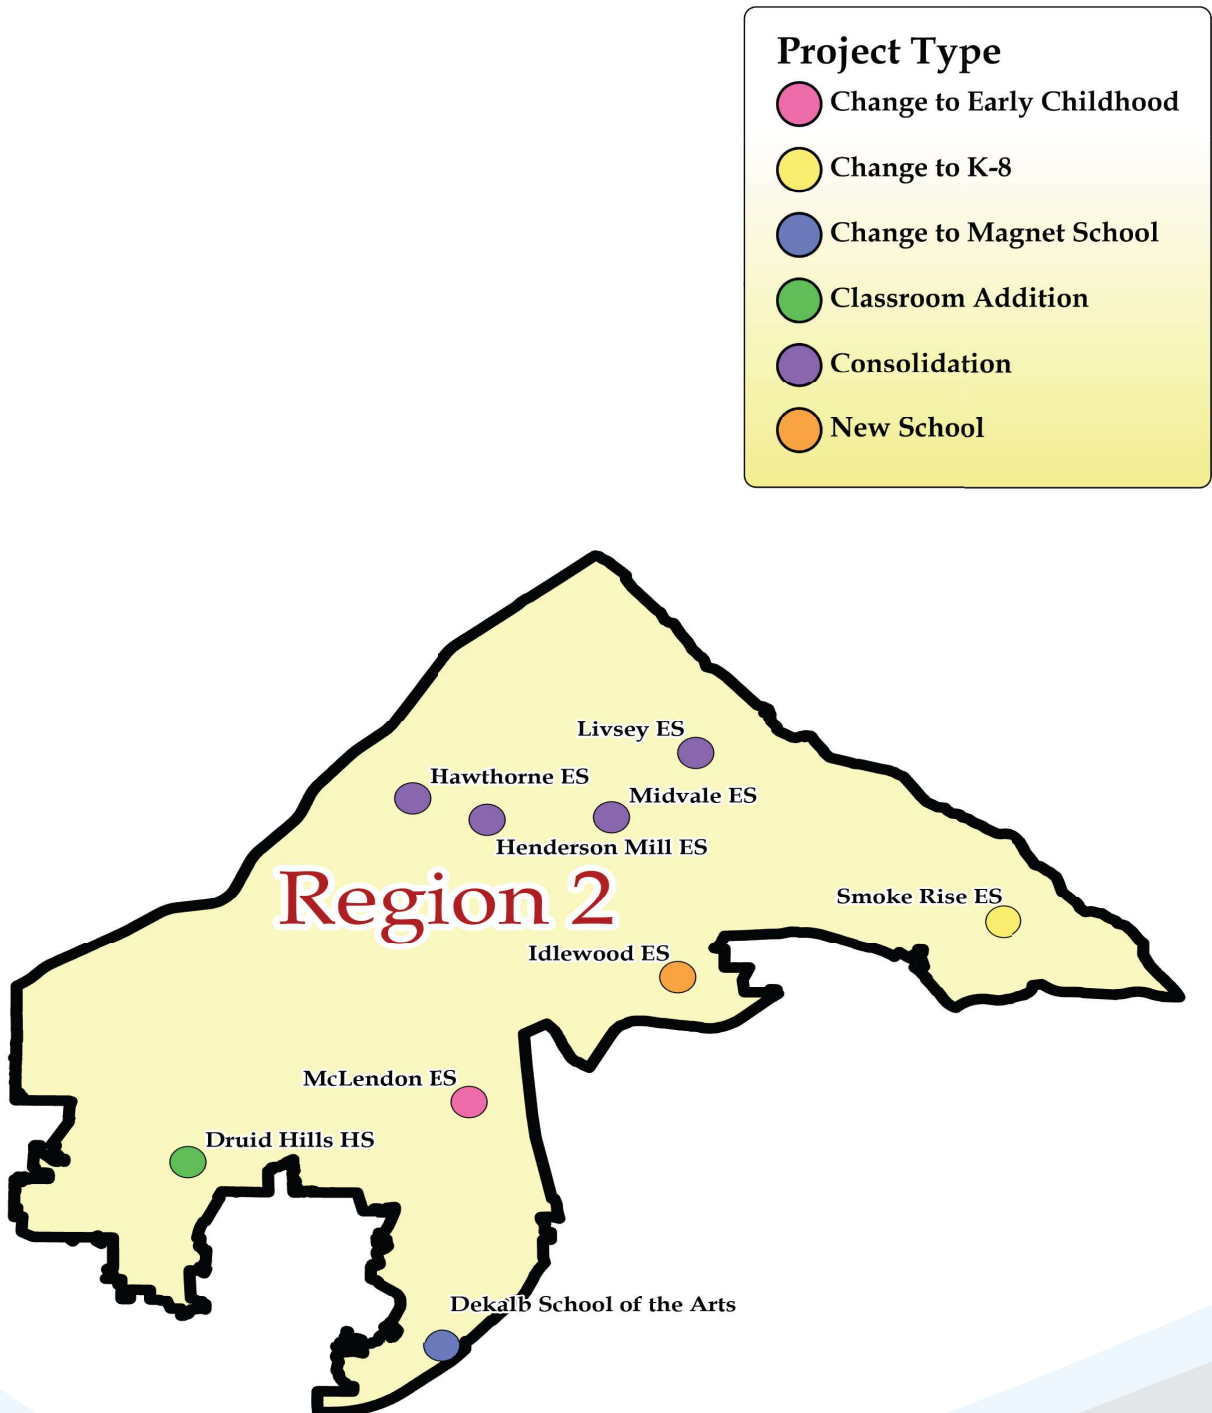 Project Type
Change to Early Childhood
Change to K-8
Change to Magnet School
Classroom Addition
Consolidation
New School
Livsey ES
Hawthorne ES
Midvale ES
Henderson Mill ES
Region 2
Smoke Rise ES
Idlewood ES
McLendon ES
Druid Hills HS
Dekalb School of the Arts